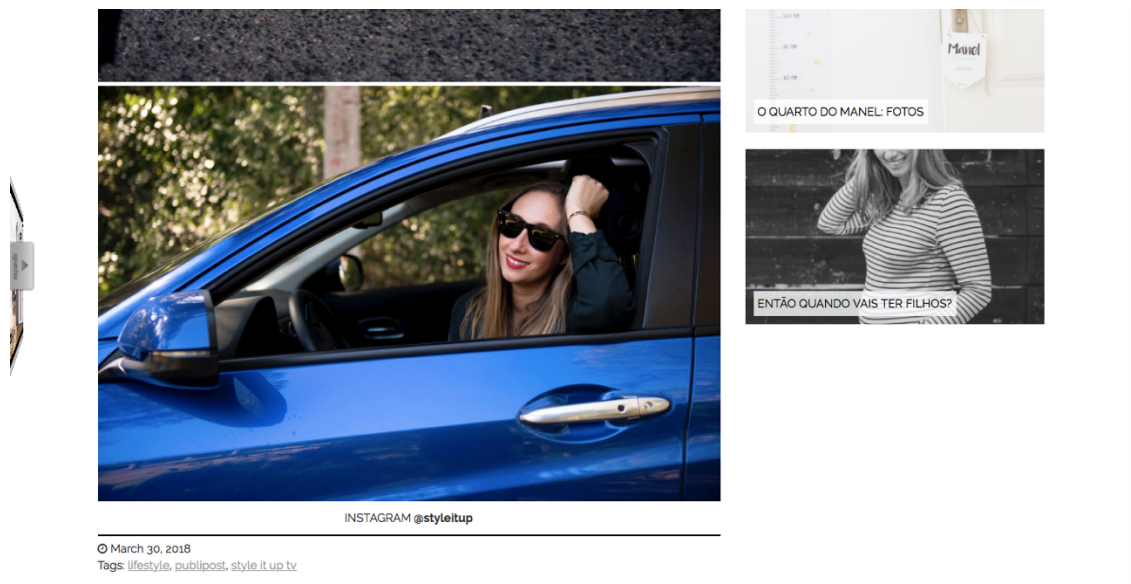 INSTAGRAM @styleitup
March 30, 2018
Tags: lifestyle, publipost, style it up tv
Manel
O QUARTO DO MANEL: FOTOS
ENTÃO QUANDO VAIS TER FILHOS?